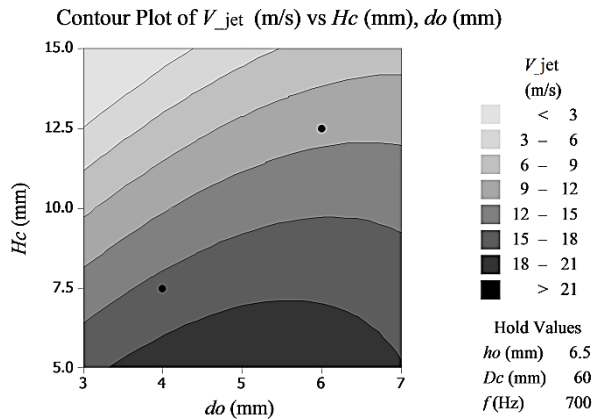 Contour Plot of V_jet (m/s) vs Hc (mm), do (mm)
15.0
12.5
10.0
7.5
5.0
Hc (mm)
3 4 5 6 7
do (mm)
V_jet
(m/s)
< 3
3 – 6
6 – 9
9 – 12
12 – 15
15 – 18
18 – 21
> 21
Hold Values
ho (mm) 6.5
Dc (mm) 60
f (Hz) 700